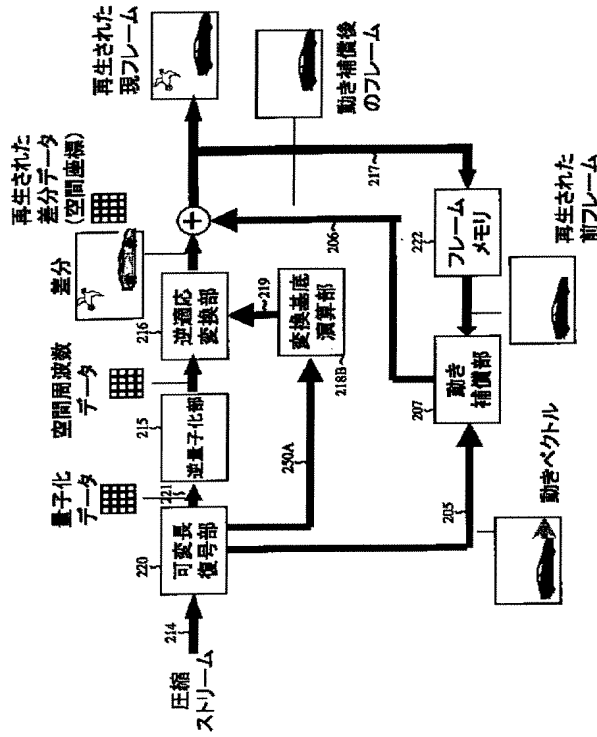 圧縮
ストリーム
214
220
可変長
復号部
量子化
データ
221
215
逆量子化部
空間周波数
データ
216
逆適応
変換部
差分
再生された
差分データ
(空間座標)
再生された
現フレーム
動き補償後
のフレーム
219
変換基底
演算部
218B
250A
206
217
222
フレーム
メモリ
再生された
前フレーム
207
動き
補償部
205
動きベクトル